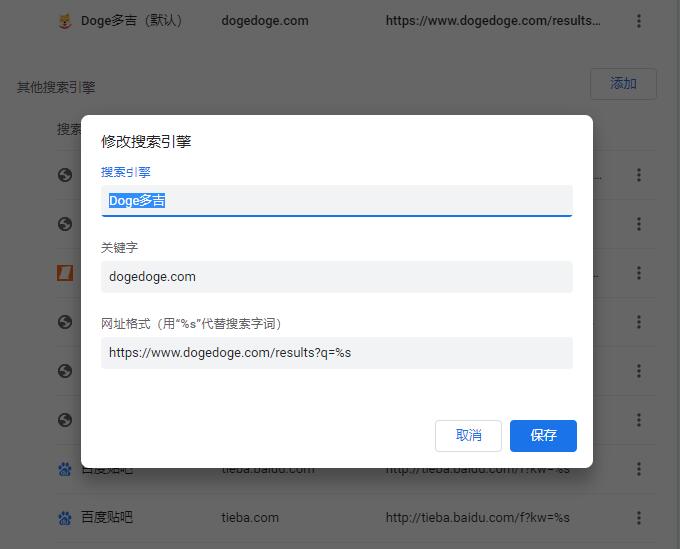 Doge多吉（默认） dogedoge.com https://www.dogedoge.com/results...
其他搜索引擎 添加
修改搜索引擎
搜索引擎
Doge多吉
关键字
dogedoge.com
网址格式（用“%s”代替搜索字词）
https://www.dogedoge.com/results?q=%s
取消 保存
百度贴吧 tieba.baidu.com http://tieba.baidu.com/f?kw=%s
百度贴吧 tieba.com http://tieba.baidu.com/f?kw=%s